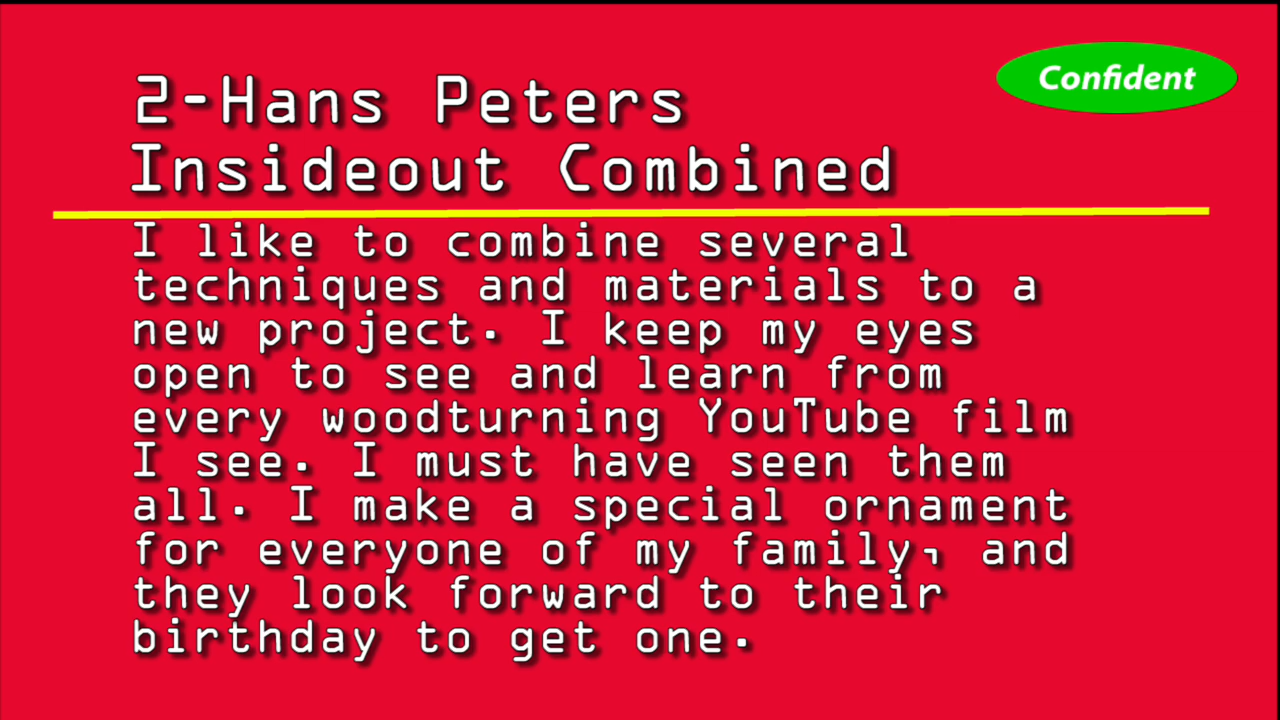 Confident
2-Hans Peters
Insideout Combined
I like to combine several
techniques and materials to a
new project. I keep my eyes
open to see and learn from
every woodturning YouTube film
I see. I must have seen them
all. I make a special ornament
for everyone of my family, and
they look forward to their
birthday to get one.